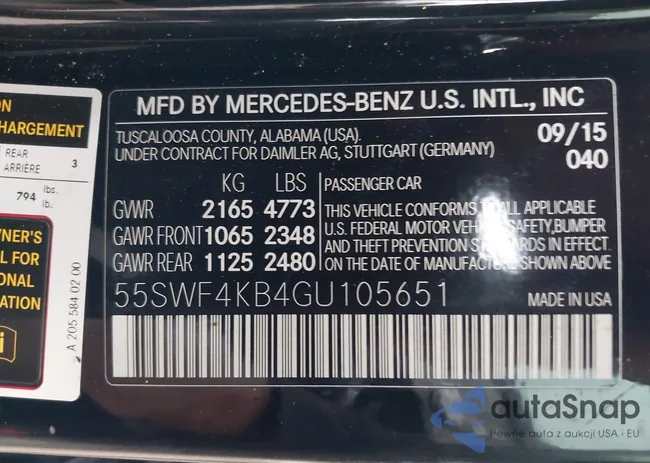 ON
HARGEMENT
REAR 3
ARRIÈRE
794 lbs.
lb.
WNER'S
L FOR
ONAL
ATION
i
A 205 584 02 00
MFD BY MERCEDES-BENZ U.S. INTL., INC
TUSCALOOSA COUNTY, ALABAMA (USA). 09/15
UNDER CONTRACT FOR DAIMLER AG, STUTTGART (GERMANY) 040
KG LBS PASSENGER CAR
GWR 2165 4773
GAWR FRONT 1065 2348
GAWR REAR 1125 2480
THIS VEHICLE CONFORMS TO ALL APPLICABLE
U.S. FEDERAL MOTOR VEHICLE SAFETY, BUMPER
AND THEFT PREVENTION STANDARDS IN EFFECT
ON THE DATE OF MANUFACTURE SHOWN ABOVE
55SWF4KB4GU105651 MADE IN USA
autaSnap
Pewne auta z aukcji USA i EU